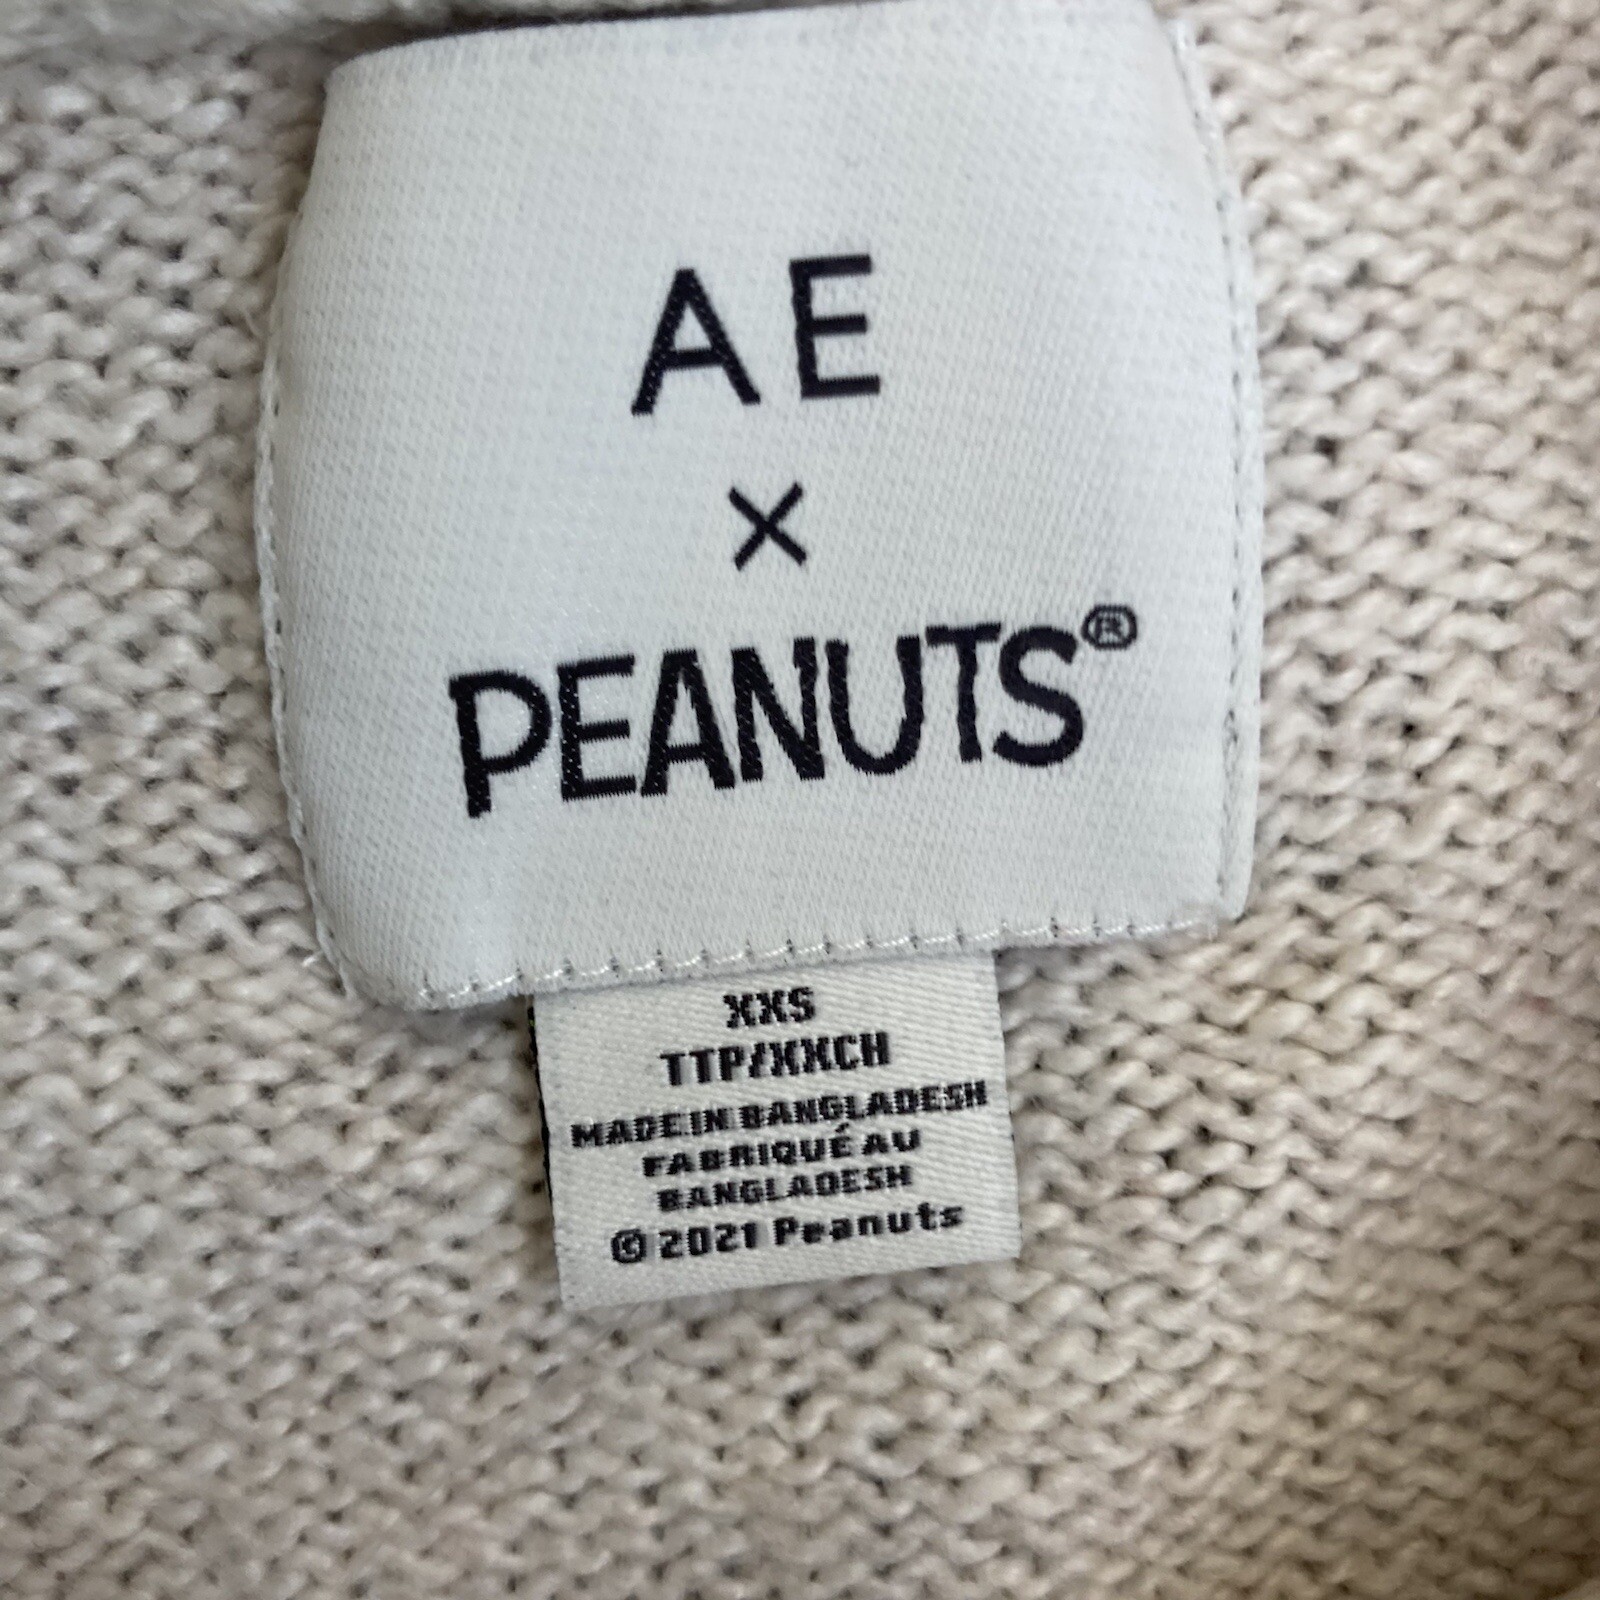 AE
×
PEANUTS®
XXS
TTP/XXCH
MADE IN BANGLADESH
FABRIQUÉ AU
BANGLADESH
© 2021 Peanuts